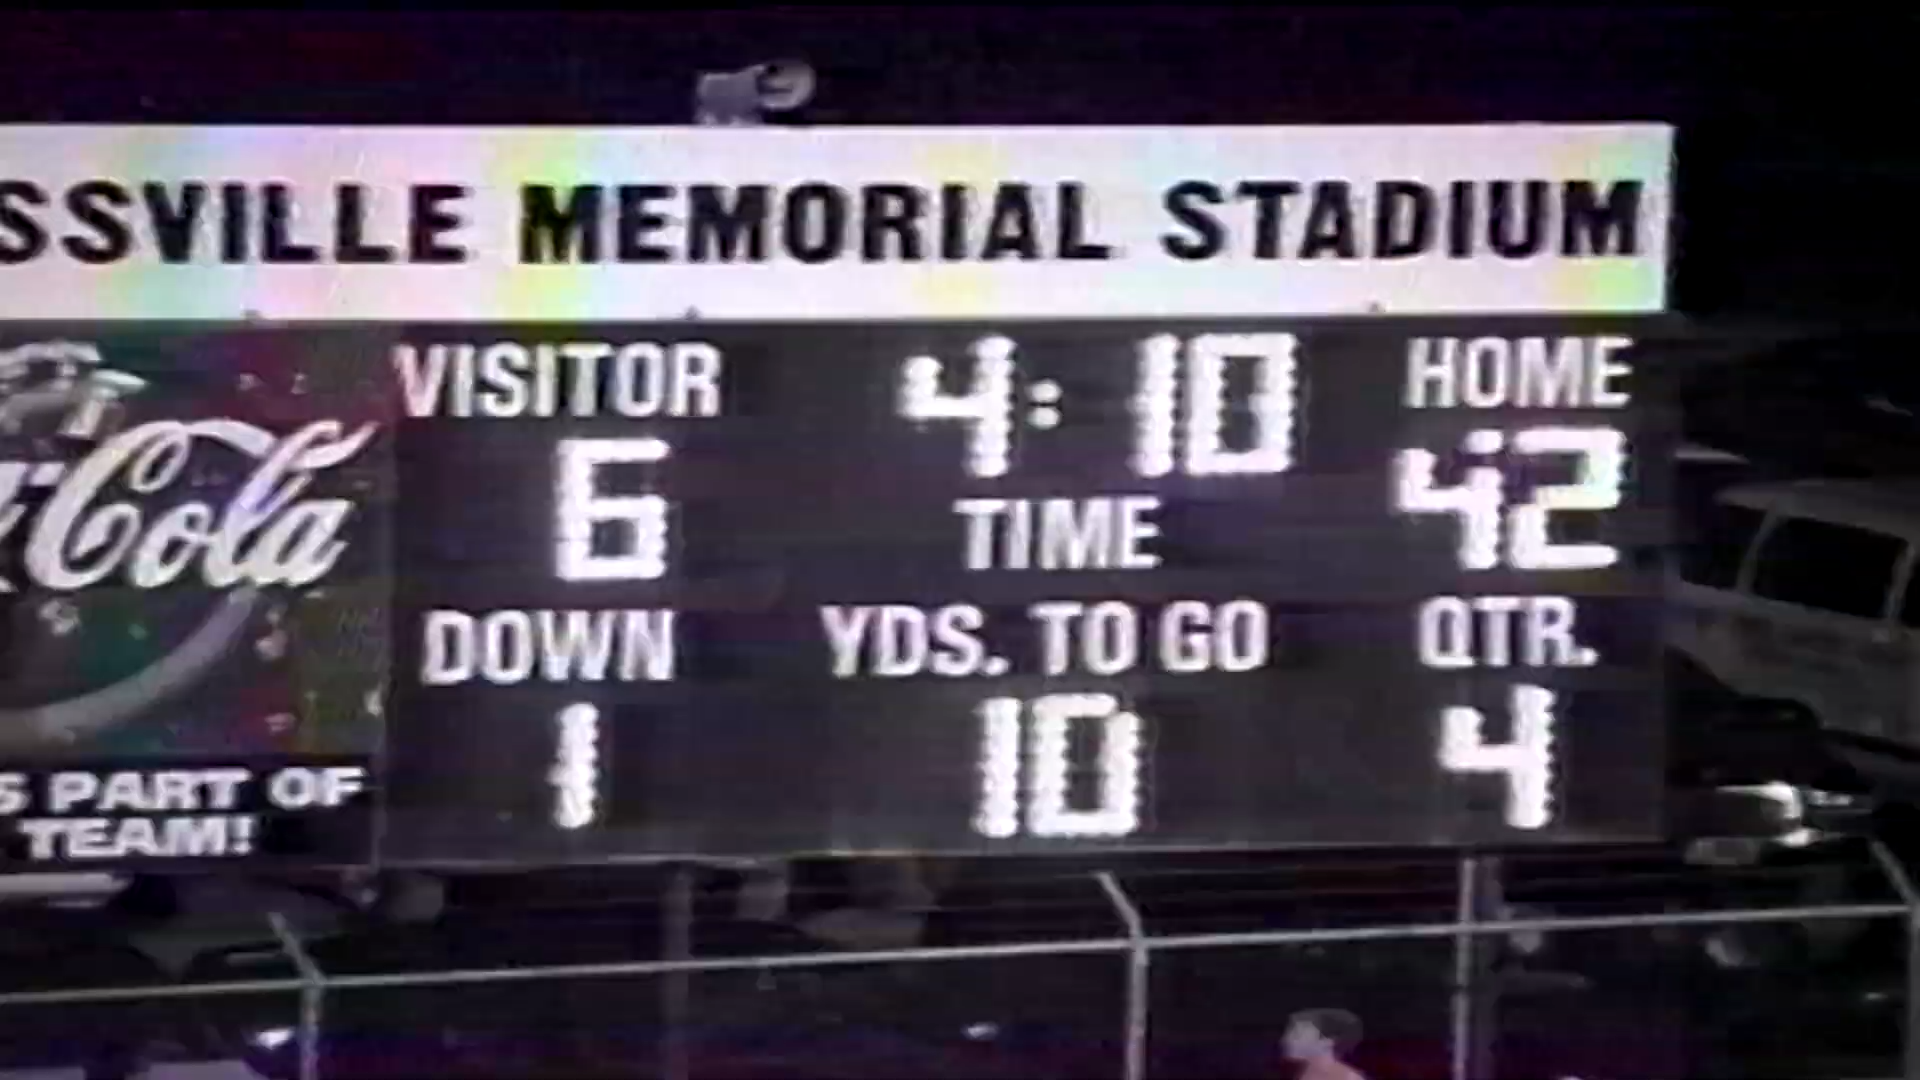 SSVILLE MEMORIAL STADIUM
VISITOR 4:10 HOME
6 TIME 42
Cola
DOWN YDS. TO GO QTR.
1 10 4
S PART OF
TEAM!